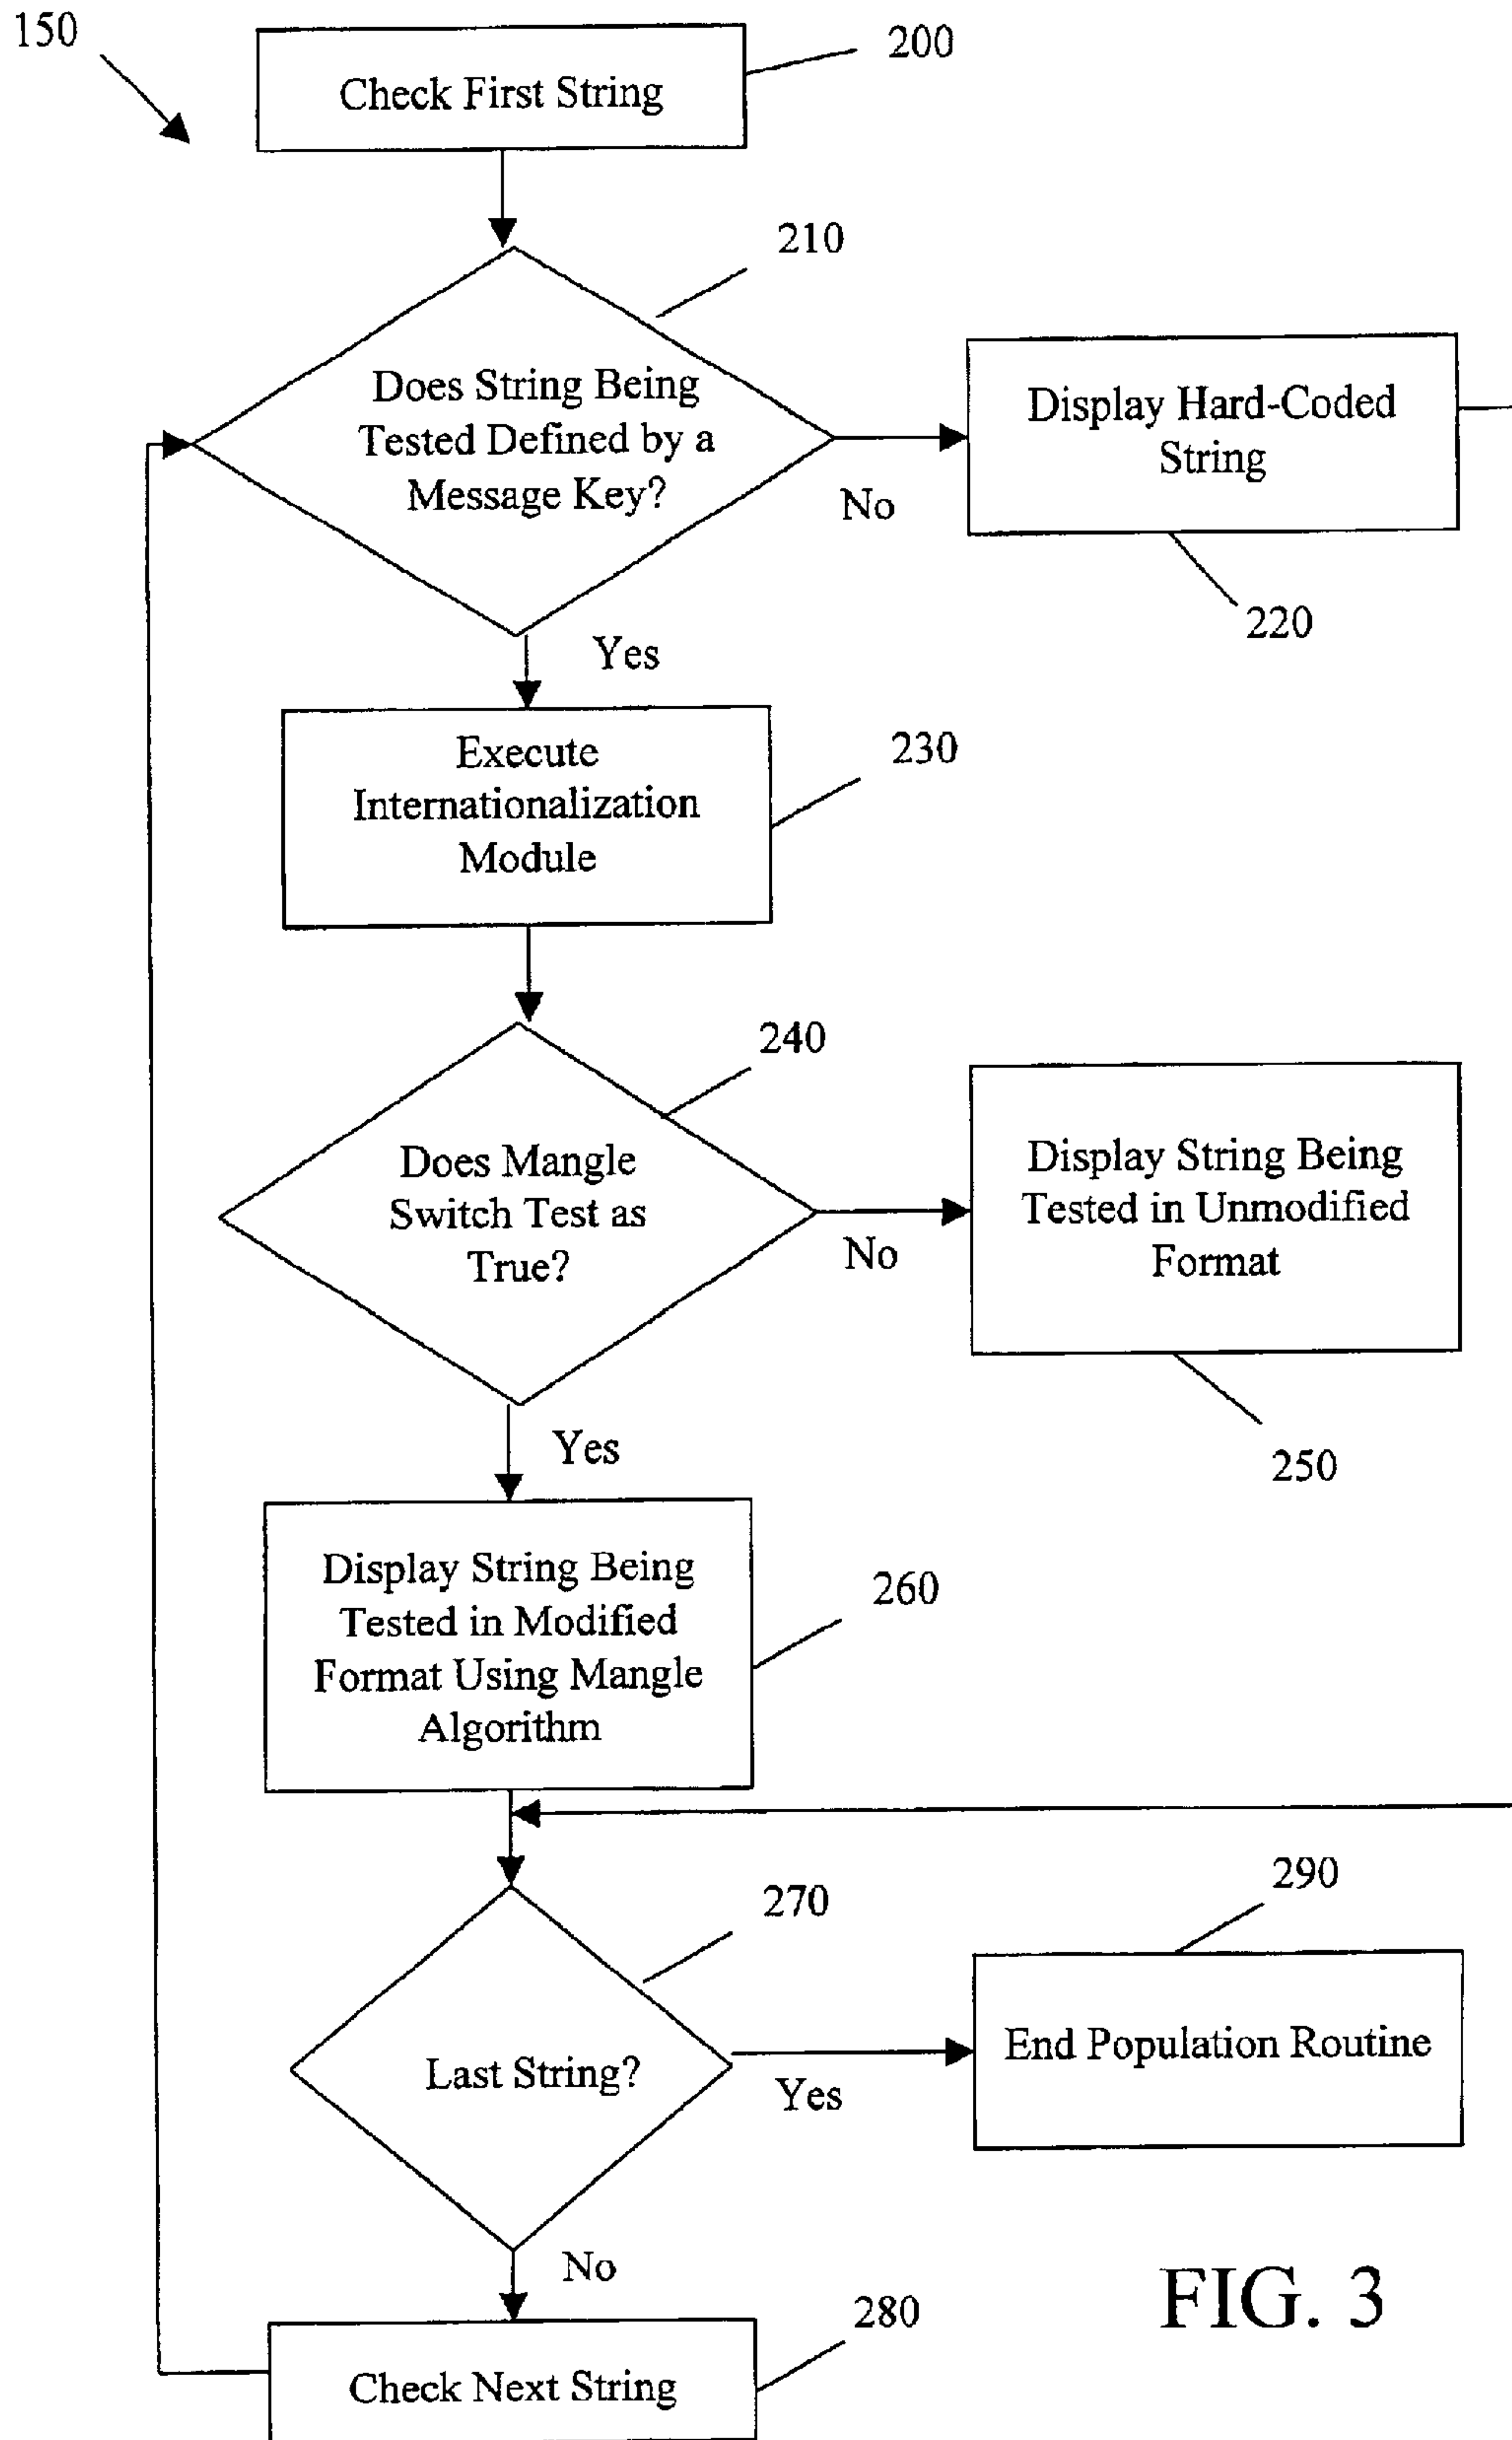 150
200
Check First String
210
Does String Being
Tested Defined by a
Message Key?
No
Display Hard-Coded
String
220
Yes
Execute
Internationalization
Module
230
240
Does Mangle
Switch Test as
True?
No
Display String Being
Tested in Unmodified
Format
250
Yes
Display String Being
Tested in Modified
Format Using Mangle
Algorithm
260
270
290
Last String?
Yes
End Population Routine
No
280
Check Next String
FIG. 3